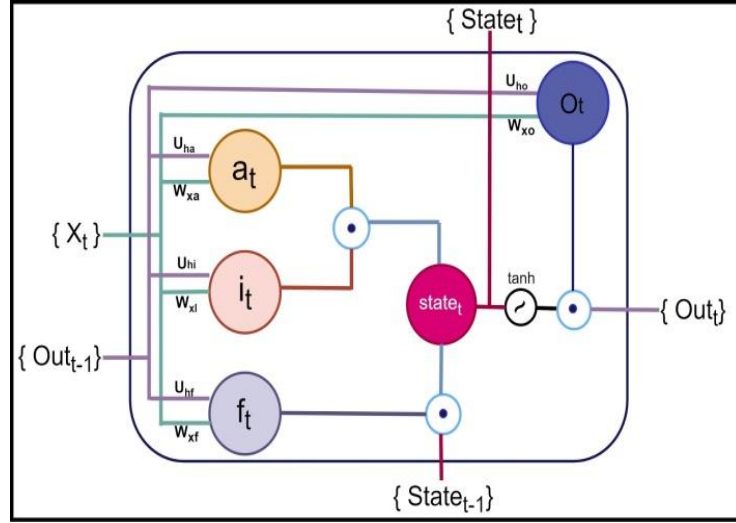 { Stateₜ }
Uₕₒ
Oₜ
Wₓₒ
Uₕₐ
aₜ
Wₓₐ
{ Xₜ }
Uₕᵢ
iₜ
Wₓₗ
stateₜ
tanh
{ Outₜ}
{ Outₜ₋₁}
Uₕf
fₜ
Wₓf
{ Stateₜ₋₁}